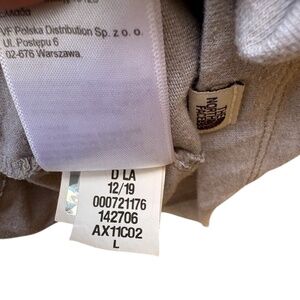 VF Polska Distribution Sp. z o. o.
Ul. Postępu 6
02-676 Warszawa
THE
NORTH
FACE
D LA
12/19
000721176
142706
AX11C02
L